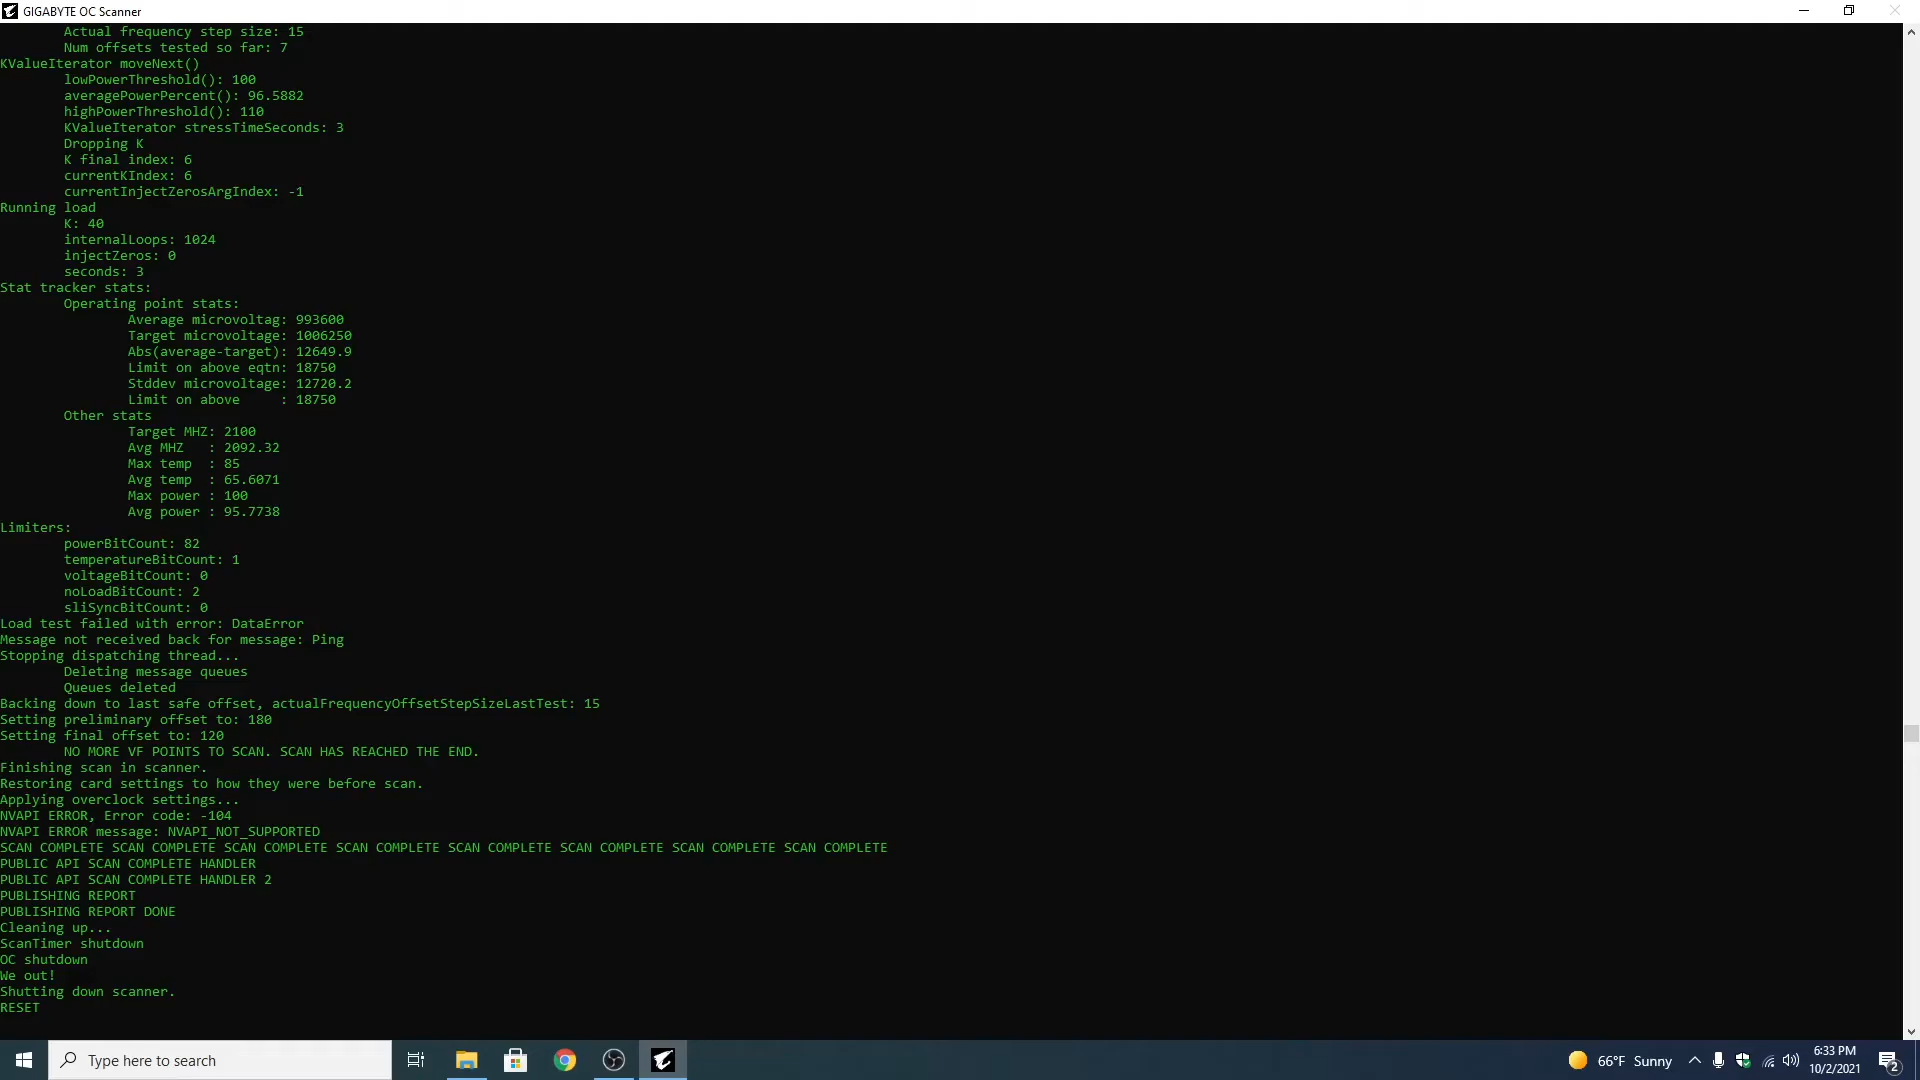 GIGABYTE OC Scanner
Actual frequency step size: 15
Num offsets tested so far: 7
KValueIterator moveNext()
lowPowerThreshold(): 100
averagePowerPercent(): 96.5882
highPowerThreshold(): 110
KValueIterator stressTimeSeconds: 3
Dropping K
K final index: 6
currentKIndex: 6
currentInjectZerosArgIndex: -1
Running load
K: 40
internalLoops: 1024
injectZeros: 0
seconds: 3
Stat tracker stats:
Operating point stats:
Average microvoltag: 993600
Target microvoltage: 1006250
Abs(average-target): 12649.9
Limit on above eqtn: 18750
Stddev microvoltage: 12720.2
Limit on above     : 18750
Other stats
Target MHZ: 2100
Avg MHZ   : 2092.32
Max temp  : 85
Avg temp  : 65.6071
Max power : 100
Avg power : 95.7738
Limiters:
powerBitCount: 82
temperatureBitCount: 1
voltageBitCount: 0
noLoadBitCount: 2
sliSyncBitCount: 0
Load test failed with error: DataError
Message not received back for message: Ping
Stopping dispatching thread...
Deleting message queues
Queues deleted
Backing down to last safe offset, actualFrequencyOffsetStepSizeLastTest: 15
Setting preliminary offset to: 180
Setting final offset to: 120
NO MORE VF POINTS TO SCAN. SCAN HAS REACHED THE END.
Finishing scan in scanner.
Restoring card settings to how they were before scan.
Applying overclock settings...
NVAPI ERROR, Error code: -104
NVAPI ERROR message: NVAPI_NOT_SUPPORTED
SCAN COMPLETE SCAN COMPLETE SCAN COMPLETE SCAN COMPLETE SCAN COMPLETE SCAN COMPLETE SCAN COMPLETE SCAN COMPLETE
PUBLIC API SCAN COMPLETE HANDLER
PUBLIC API SCAN COMPLETE HANDLER 2
PUBLISHING REPORT
PUBLISHING REPORT DONE
Cleaning up...
ScanTimer shutdown
OC shutdown
We out!
Shutting down scanner.
RESET
Type here to search
66°F Sunny
6:33 PM
10/2/2021
2